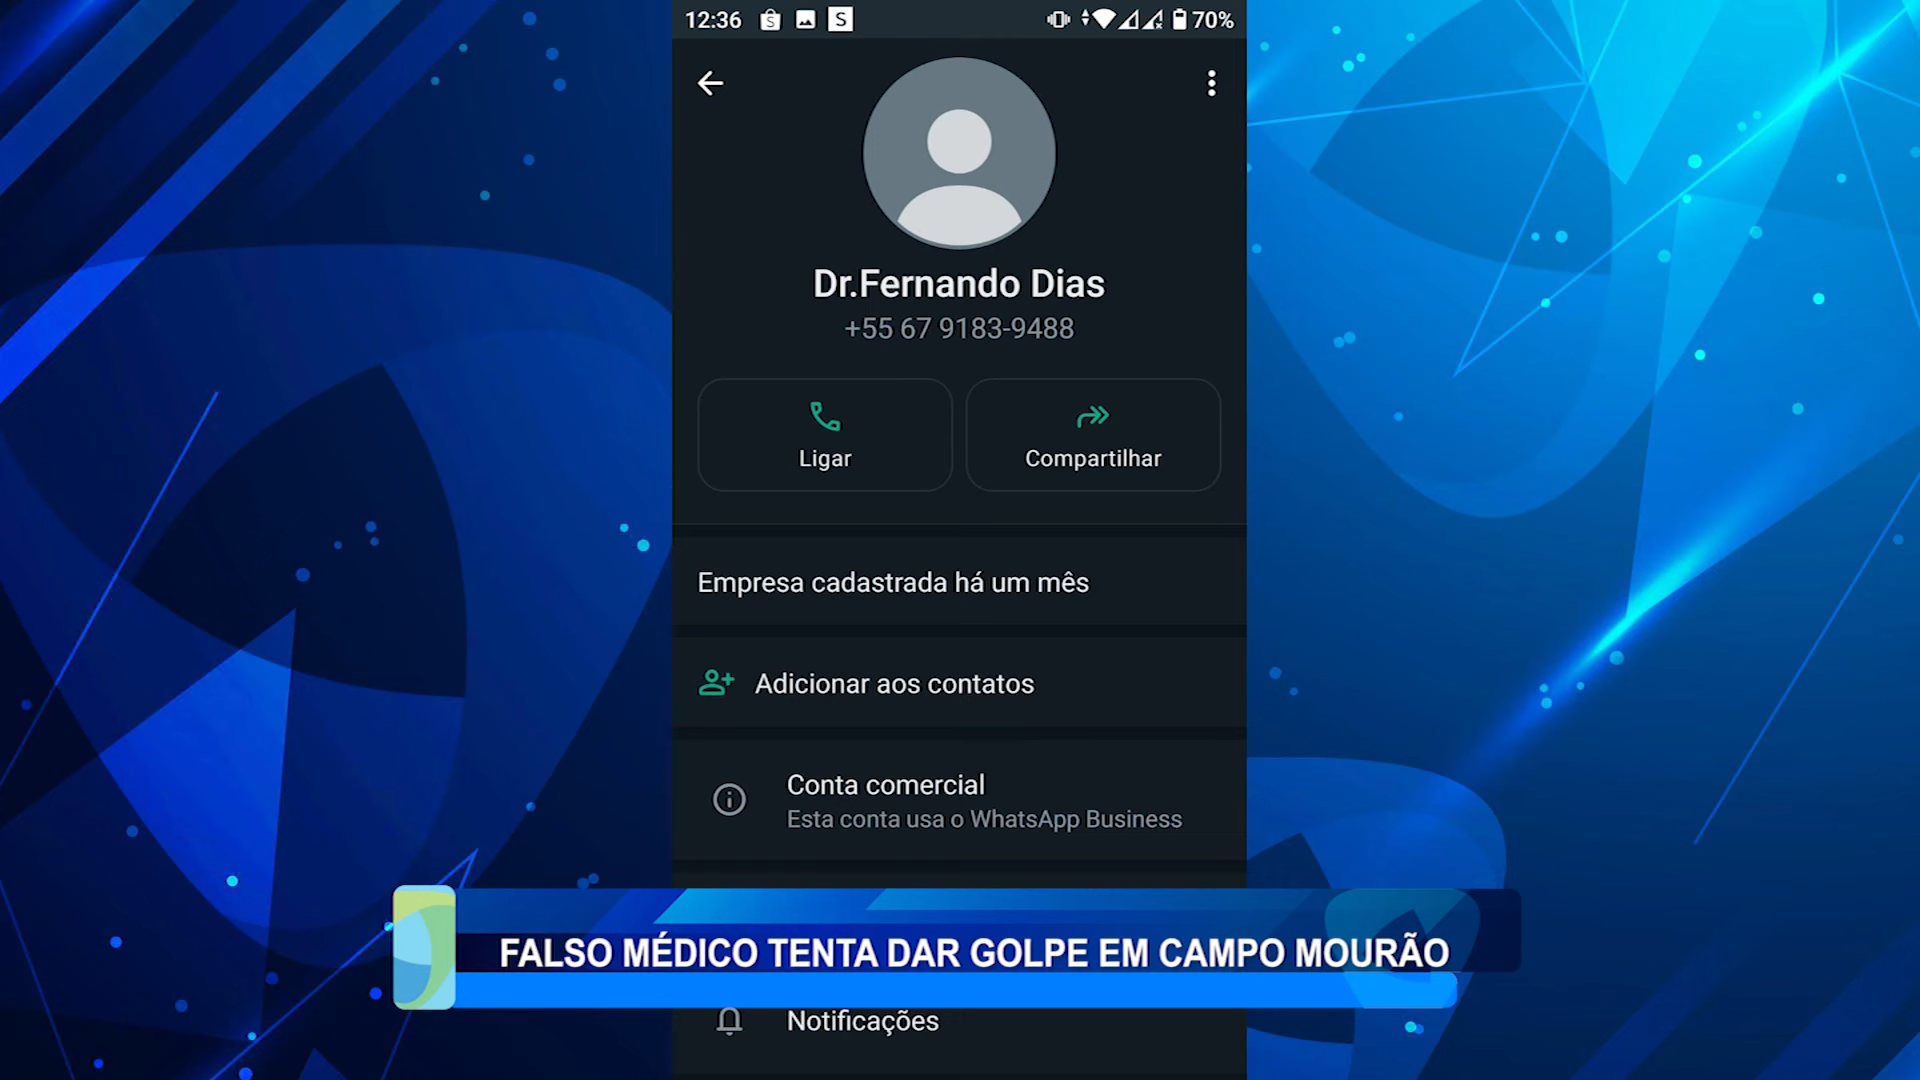 12:36 S S 70%
Dr.Fernando Dias
+55 67 9183-9488
Ligar
Compartilhar
Empresa cadastrada há um mês
Adicionar aos contatos
Conta comercial
Esta conta usa o WhatsApp Business
FALSO MÉDICO TENTA DAR GOLPE EM CAMPO MOURÃO
Notificações